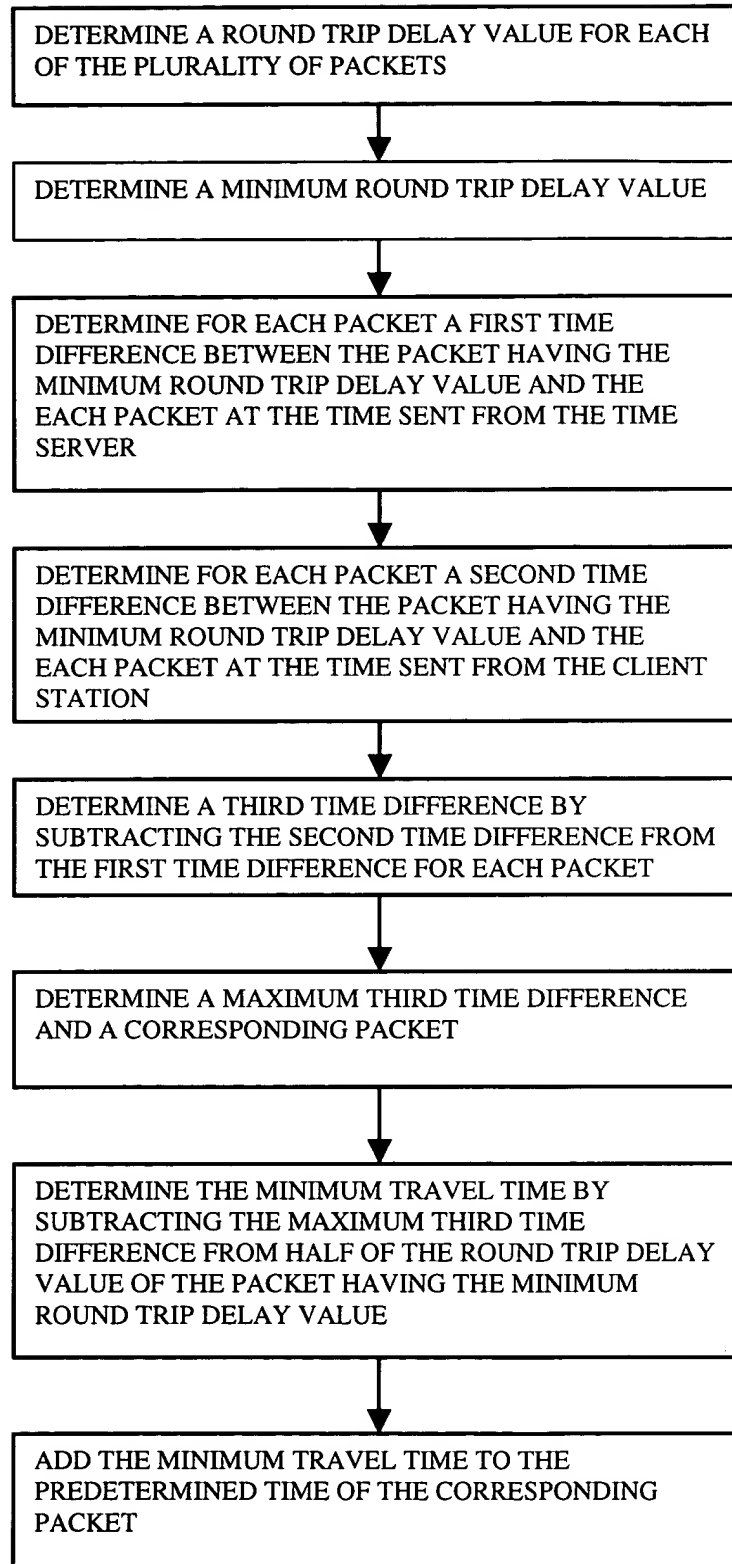 DETERMINE A ROUND TRIP DELAY VALUE FOR EACH
OF THE PLURALITY OF PACKETS
DETERMINE A MINIMUM ROUND TRIP DELAY VALUE
DETERMINE FOR EACH PACKET A FIRST TIME
DIFFERENCE BETWEEN THE PACKET HAVING THE
MINIMUM ROUND TRIP DELAY VALUE AND THE
EACH PACKET AT THE TIME SENT FROM THE TIME
SERVER
DETERMINE FOR EACH PACKET A SECOND TIME
DIFFERENCE BETWEEN THE PACKET HAVING THE
MINIMUM ROUND TRIP DELAY VALUE AND THE
EACH PACKET AT THE TIME SENT FROM THE CLIENT
STATION
DETERMINE A THIRD TIME DIFFERENCE BY
SUBTRACTING THE SECOND TIME DIFFERENCE FROM
THE FIRST TIME DIFFERENCE FOR EACH PACKET
DETERMINE A MAXIMUM THIRD TIME DIFFERENCE
AND A CORRESPONDING PACKET
DETERMINE THE MINIMUM TRAVEL TIME BY
SUBTRACTING THE MAXIMUM THIRD TIME
DIFFERENCE FROM HALF OF THE ROUND TRIP DELAY
VALUE OF THE PACKET HAVING THE MINIMUM
ROUND TRIP DELAY VALUE
ADD THE MINIMUM TRAVEL TIME TO THE
PREDETERMINED TIME OF THE CORRESPONDING
PACKET